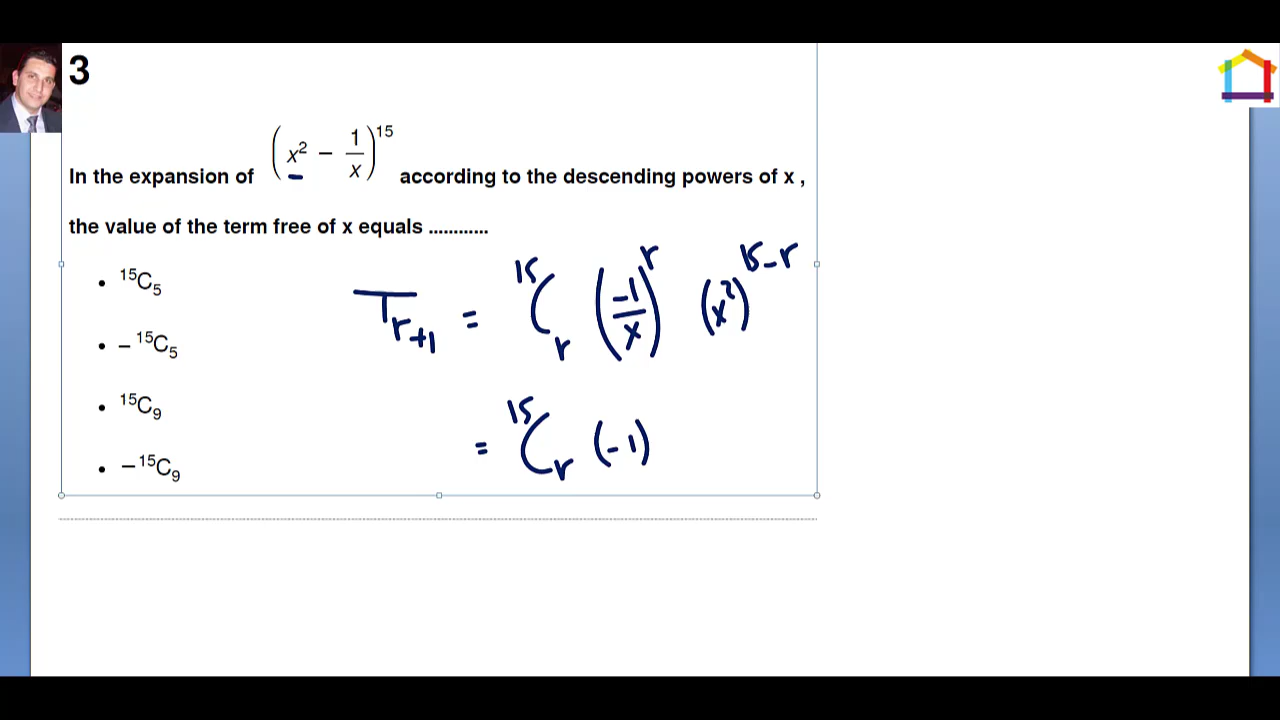 3
In the expansion of (x² − 1/x)¹⁵ according to the descending powers of x ,
the value of the term free of x equals ............
• ¹⁵C₅
• − ¹⁵C₅
• ¹⁵C₉
• − ¹⁵C₉
T_{r+1} = ¹⁵C_r (-1/x)^r (x²)^{15-r}
= ¹⁵C_r (-1)